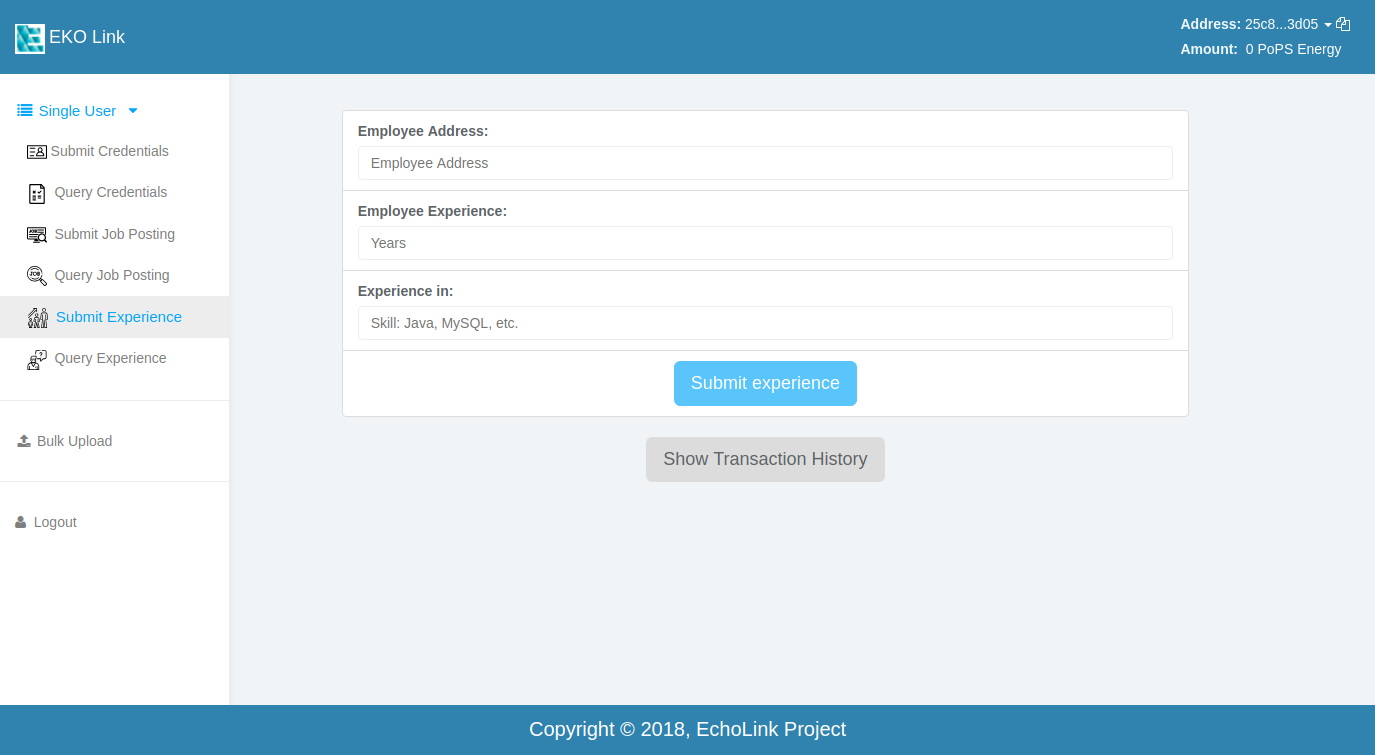 EKO Link
Address: 25c8...3d05
Amount: 0 PoPS Energy
Single User
Submit Credentials
Query Credentials
Submit Job Posting
Query Job Posting
Submit Experience
Query Experience
Bulk Upload
Logout
Employee Address:
Employee Address
Employee Experience:
Years
Experience in:
Skill: Java, MySQL, etc.
Submit experience
Show Transaction History
Copyright © 2018, EchoLink Project